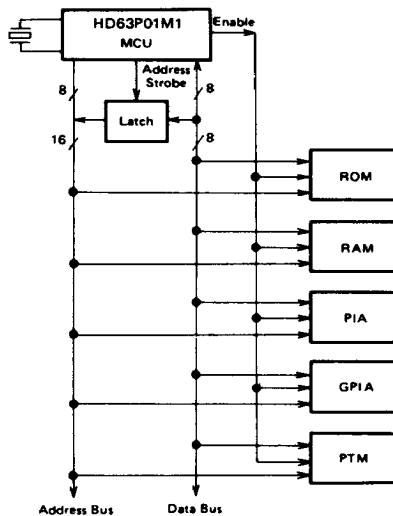 HD63P01M1
MCU
Enable
Address
Strobe
8
8
Latch
16
8
ROM
RAM
PIA
GPIA
PTM
Address Bus
Data Bus